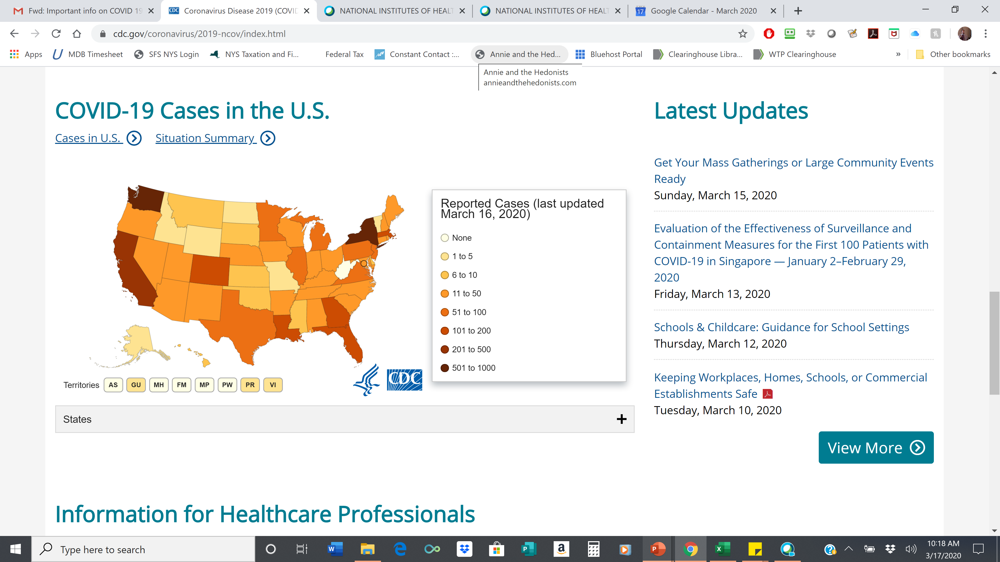 Fwd: Important info on COVID 19
Coronavirus Disease 2019 (COVID
NATIONAL INSTITUTES OF HEALT
NATIONAL INSTITUTES OF HEALT
17 Google Calendar - March 2020
cdc.gov/coronavirus/2019-ncov/index.html
Apps
MDB Timesheet
SFS NYS Login
NYS Taxation and Fi...
Federal Tax
Constant Contact :...
Annie and the Hed...
Bluehost Portal
Clearinghouse Libra...
WTP Clearinghouse
»
Other bookmarks
Annie and the Hedonists
annieandthehedonists.com
COVID-19 Cases in the U.S.
Cases in U.S.
Situation Summary
Reported Cases (last updated
March 16, 2020)
None
1 to 5
6 to 10
11 to 50
51 to 100
101 to 200
201 to 500
501 to 1000
CDC
Territories AS GU MH FM MP PW PR VI
States +
Latest Updates
Get Your Mass Gatherings or Large Community Events
Ready
Sunday, March 15, 2020
Evaluation of the Effectiveness of Surveillance and
Containment Measures for the First 100 Patients with
COVID-19 in Singapore — January 2–February 29,
2020
Friday, March 13, 2020
Schools & Childcare: Guidance for School Settings
Thursday, March 12, 2020
Keeping Workplaces, Homes, Schools, or Commercial
Establishments Safe
Tuesday, March 10, 2020
View More
Information for Healthcare Professionals
Type here to search
10:18 AM
3/17/2020